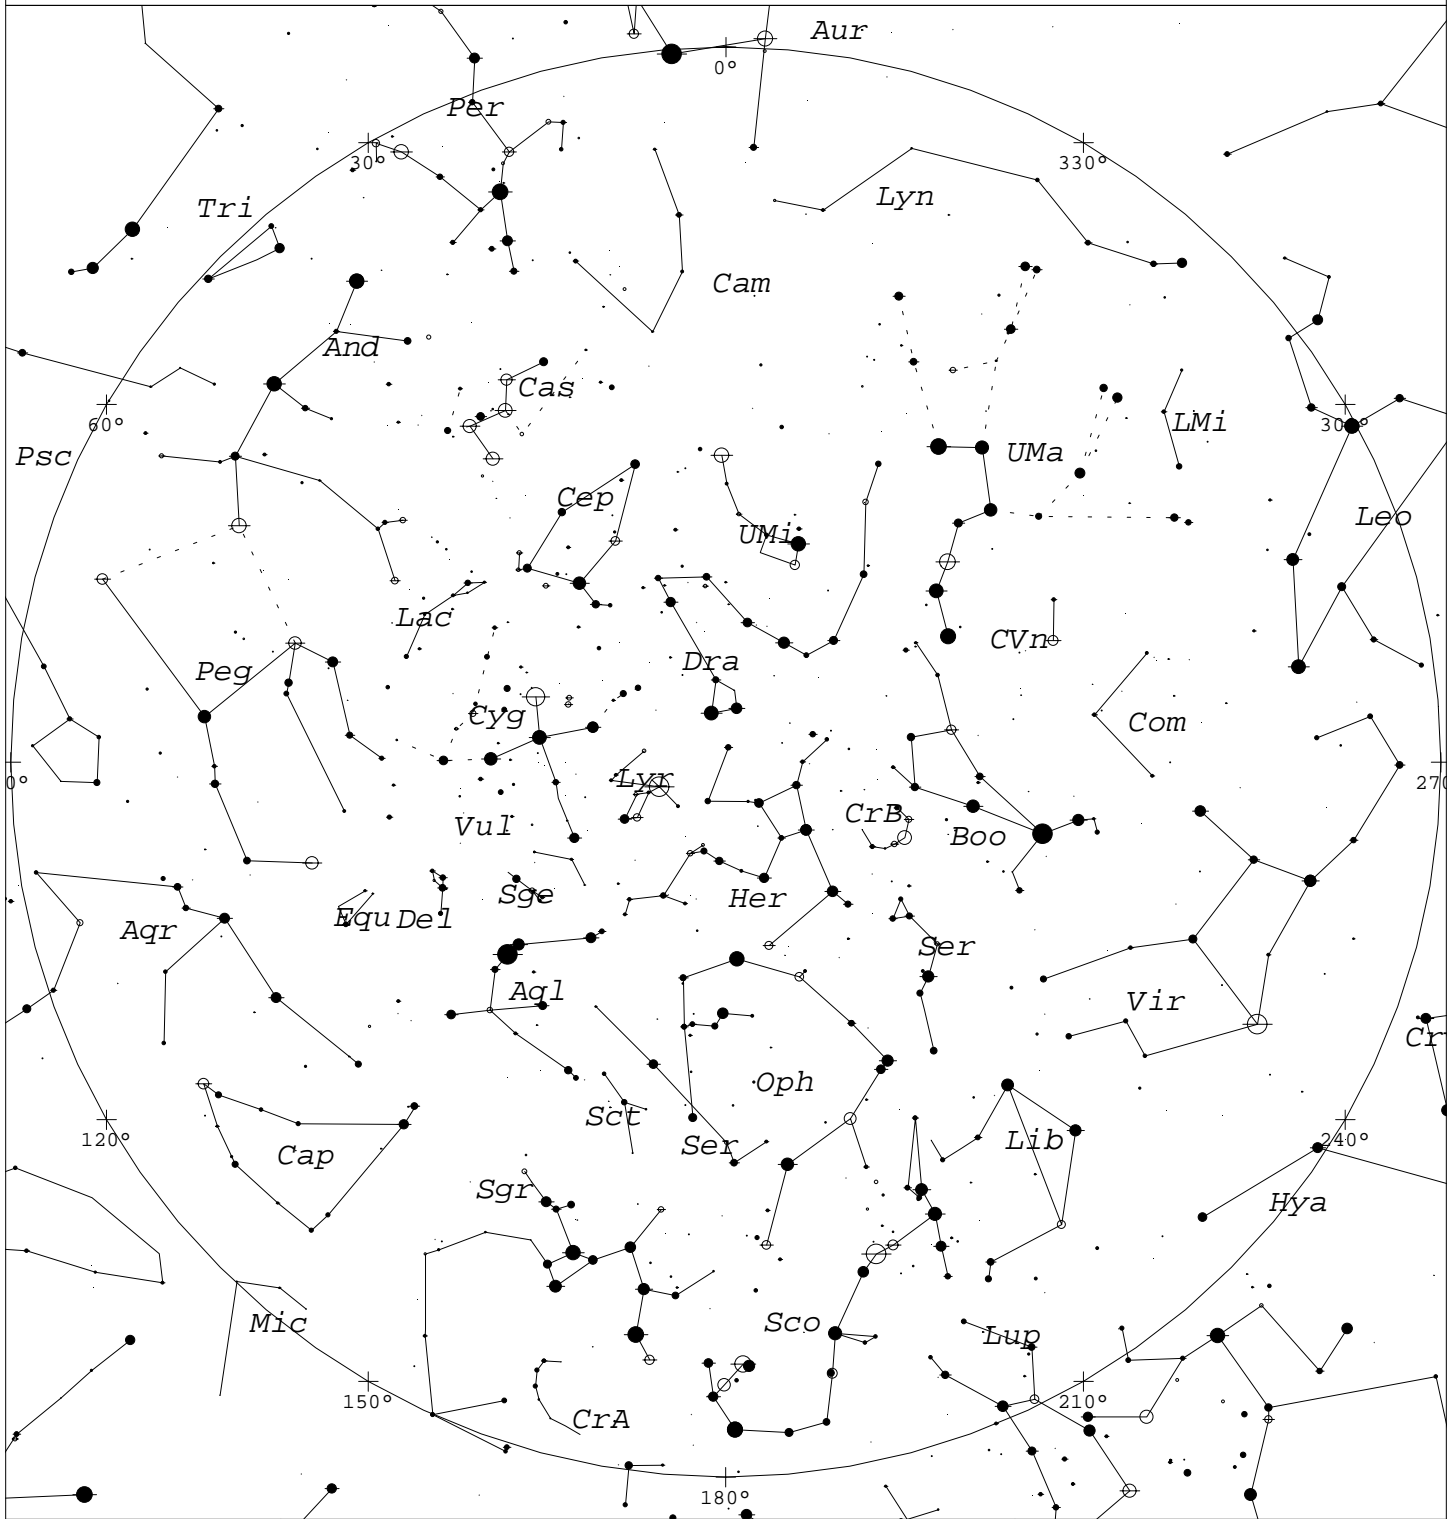 Aur
0°
Per
30°
330°
Tri
Lyn
Cam
And
Cas
60°
300°
LMi
UMa
Psc
Cep
Leo
UMi
Lac
CVn
Dra
Peg
Cyg
Com
0°
Lyr
270
Vul
CrB
Boo
Sge
Her
Equ
Del
Aqr
Ser
Aql
Vir
Cr
Oph
Sct
120°
Ser
Lib
240°
Cap
Sgr
Hya
Mic
Sco
Lup
150°
210°
CrA
180°